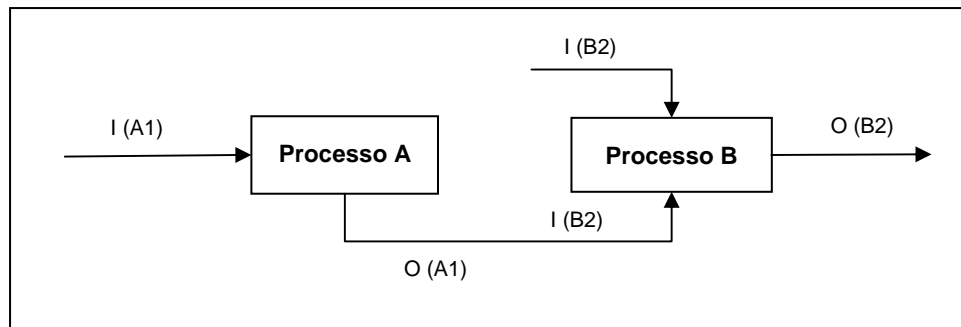 I (B2)
I (A1)
Processo A
Processo B
O (B2)
I (B2)
O (A1)